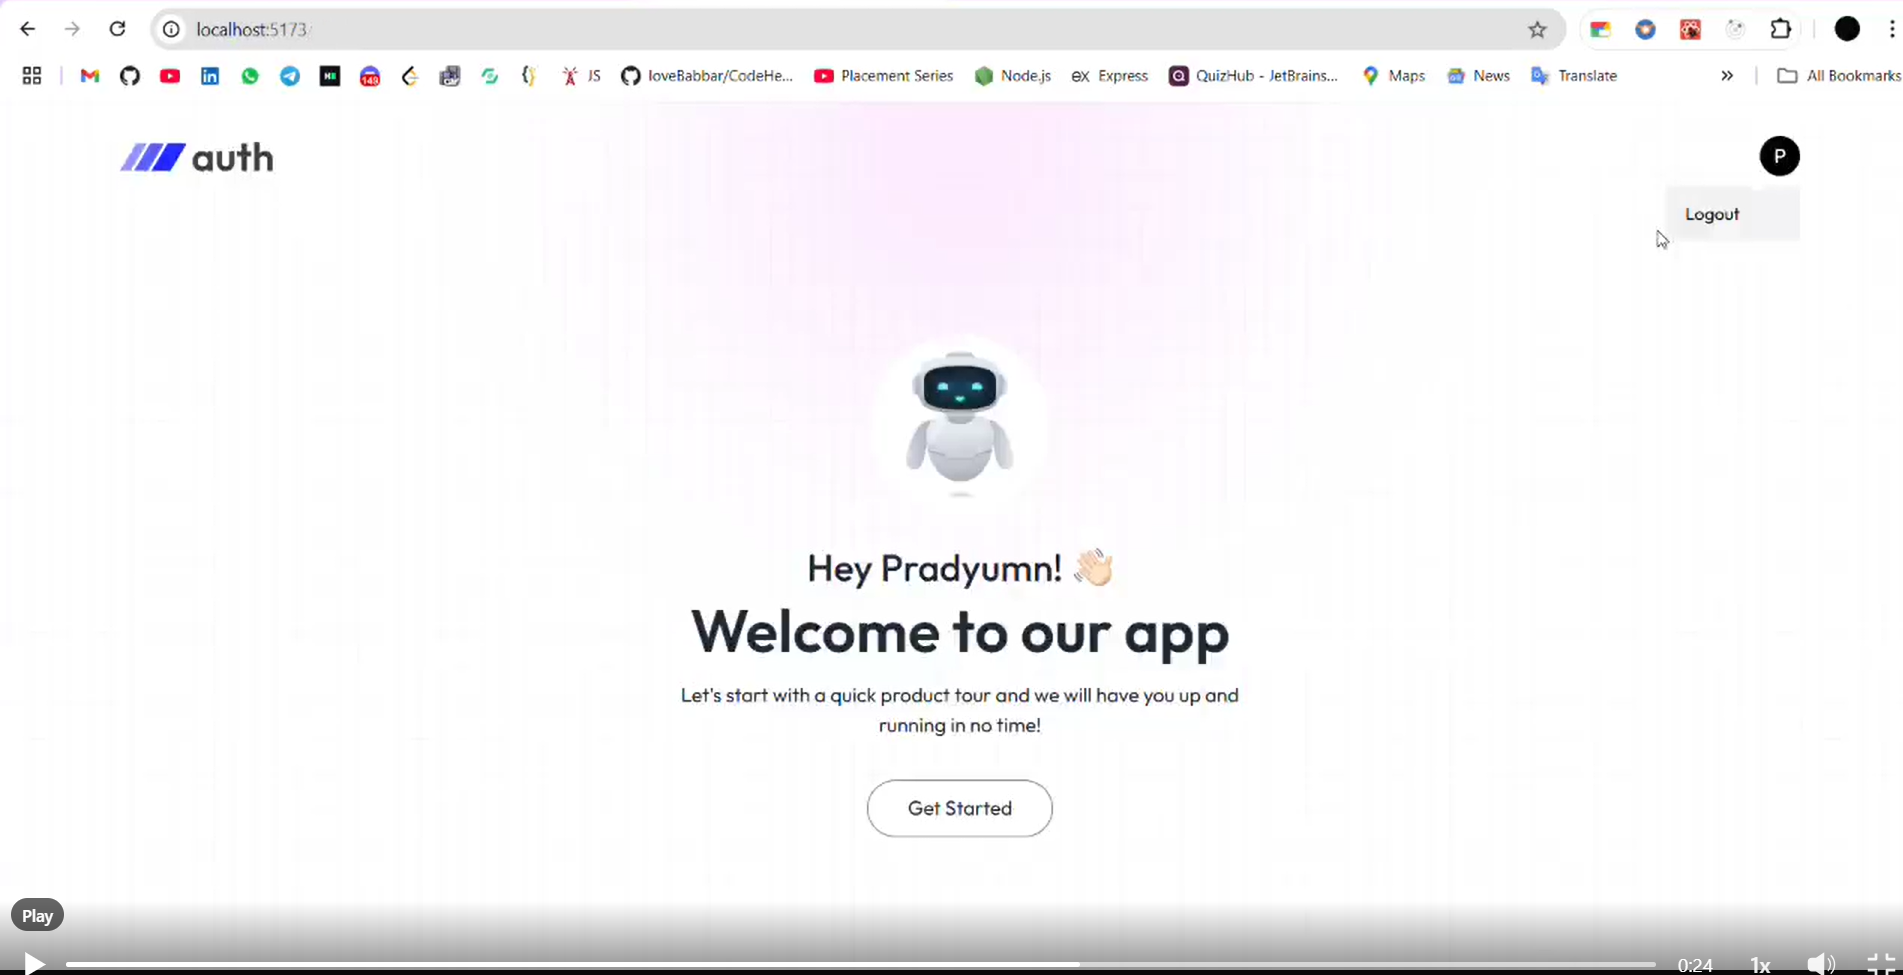 localhost:5173
149
JS
loveBabbar/CodeHe...
Placement Series
Node.js
ex Express
QuizHub - JetBrains...
Maps
News
Translate
»
All Bookmarks
auth
P
Logout
Hey Pradyumn! 👋🏻
Welcome to our app
Let's start with a quick product tour and we will have you up and
running in no time!
Get Started
Play
0:24
1x